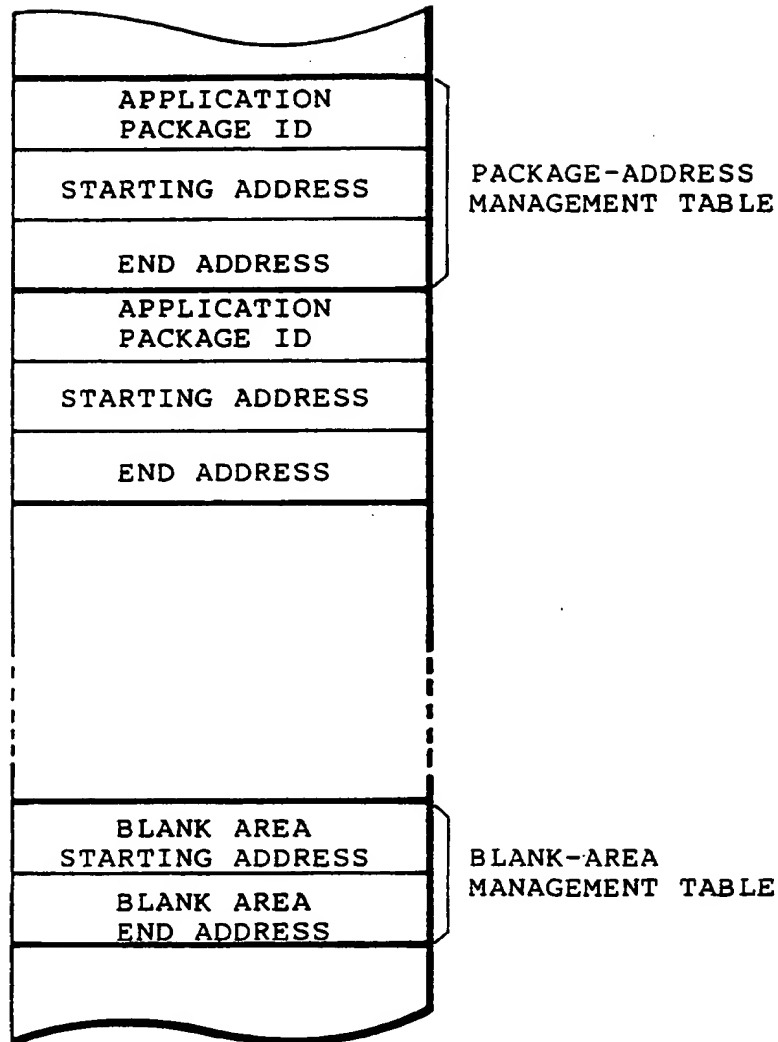 APPLICATION
PACKAGE ID
STARTING ADDRESS
END ADDRESS
PACKAGE-ADDRESS
MANAGEMENT TABLE
APPLICATION
PACKAGE ID
STARTING ADDRESS
END ADDRESS
BLANK AREA
STARTING ADDRESS
BLANK AREA
END ADDRESS
BLANK-AREA
MANAGEMENT TABLE